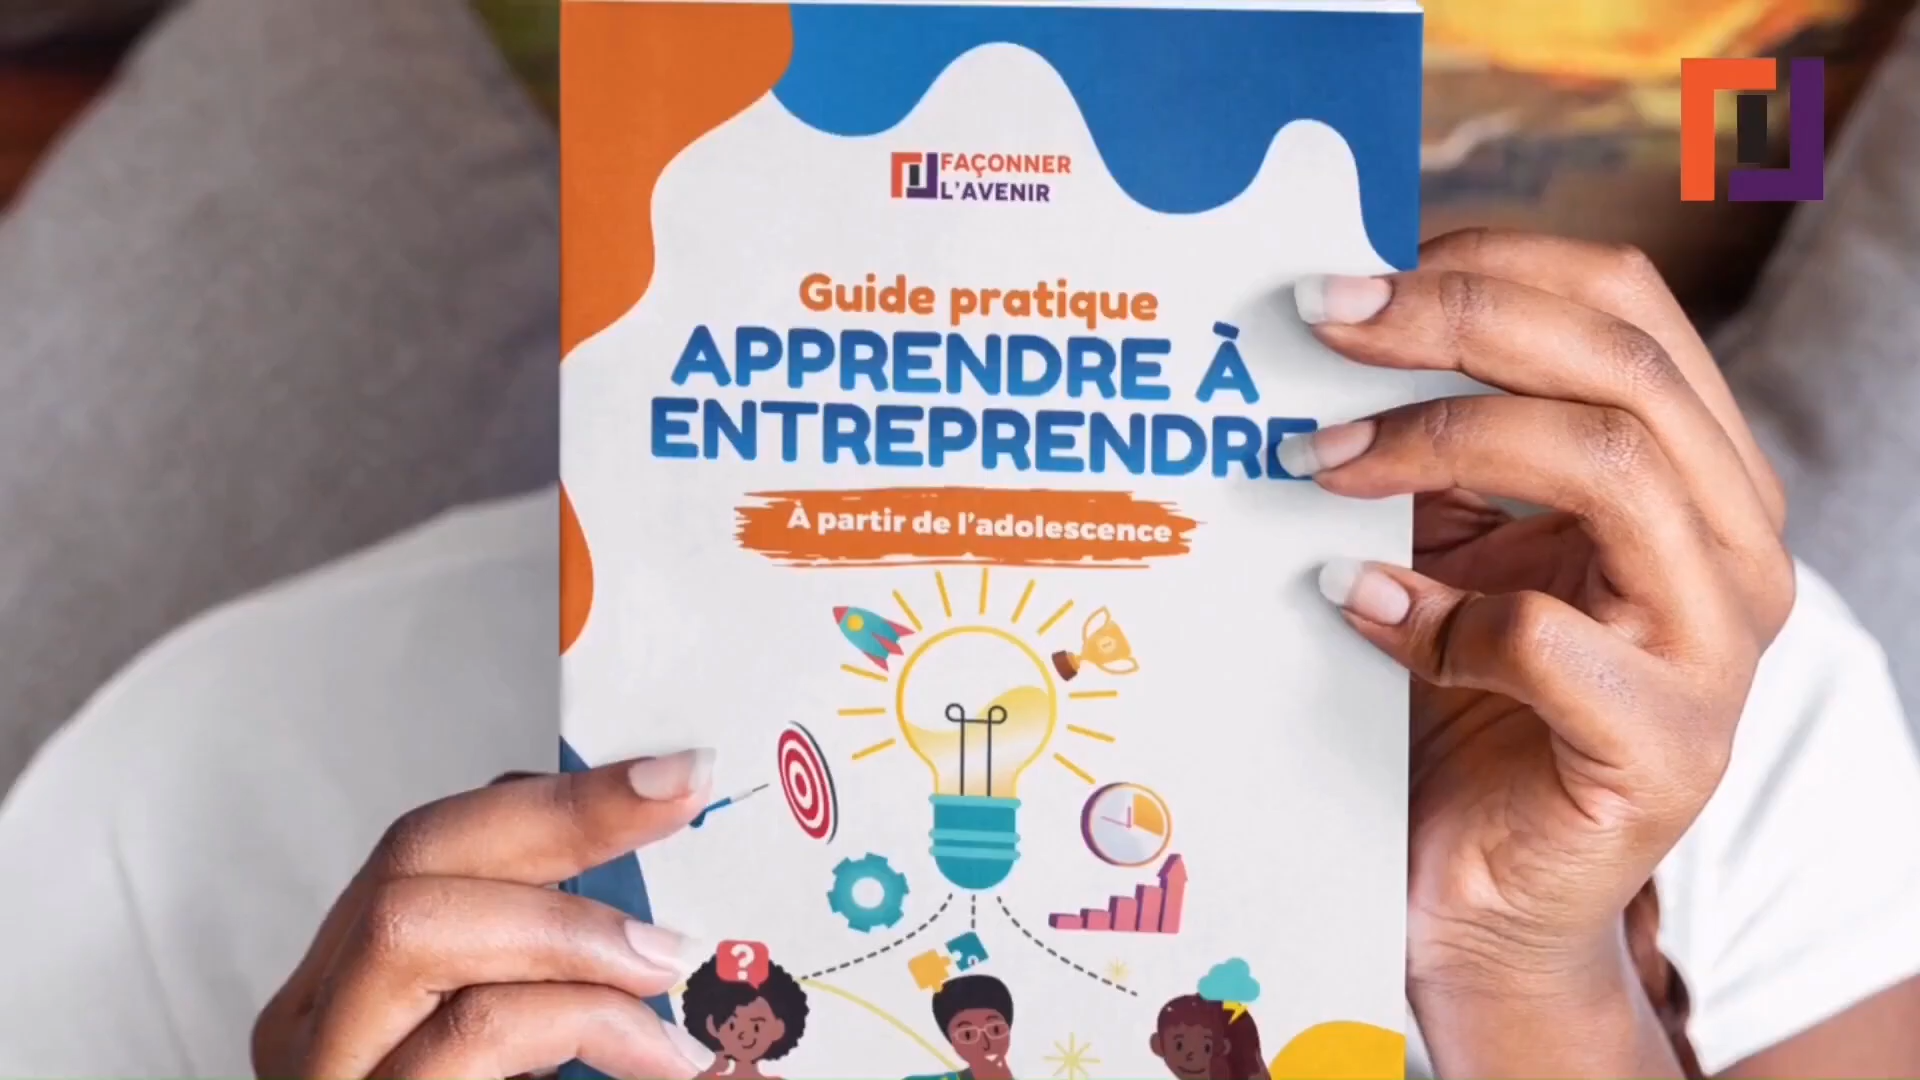 FAÇONNER
L'AVENIR
Guide pratique
APPRENDRE À
ENTREPRENDRE
À partir de l'adolescence
?